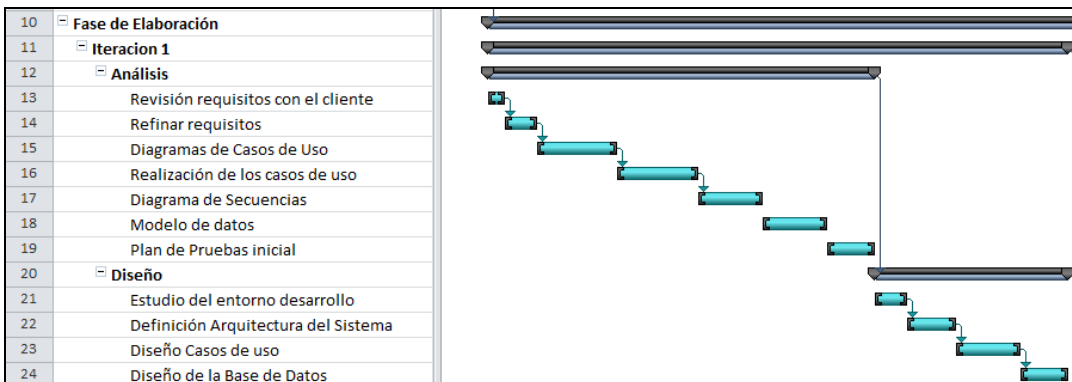 10 Fase de Elaboración
11 Iteracion 1
12 Análisis
13 Revisión requisitos con el cliente
14 Refinar requisitos
15 Diagramas de Casos de Uso
16 Realización de los casos de uso
17 Diagrama de Secuencias
18 Modelo de datos
19 Plan de Pruebas inicial
20 Diseño
21 Estudio del entorno desarrollo
22 Definición Arquitectura del Sistema
23 Diseño Casos de uso
24 Diseño de la Base de Datos